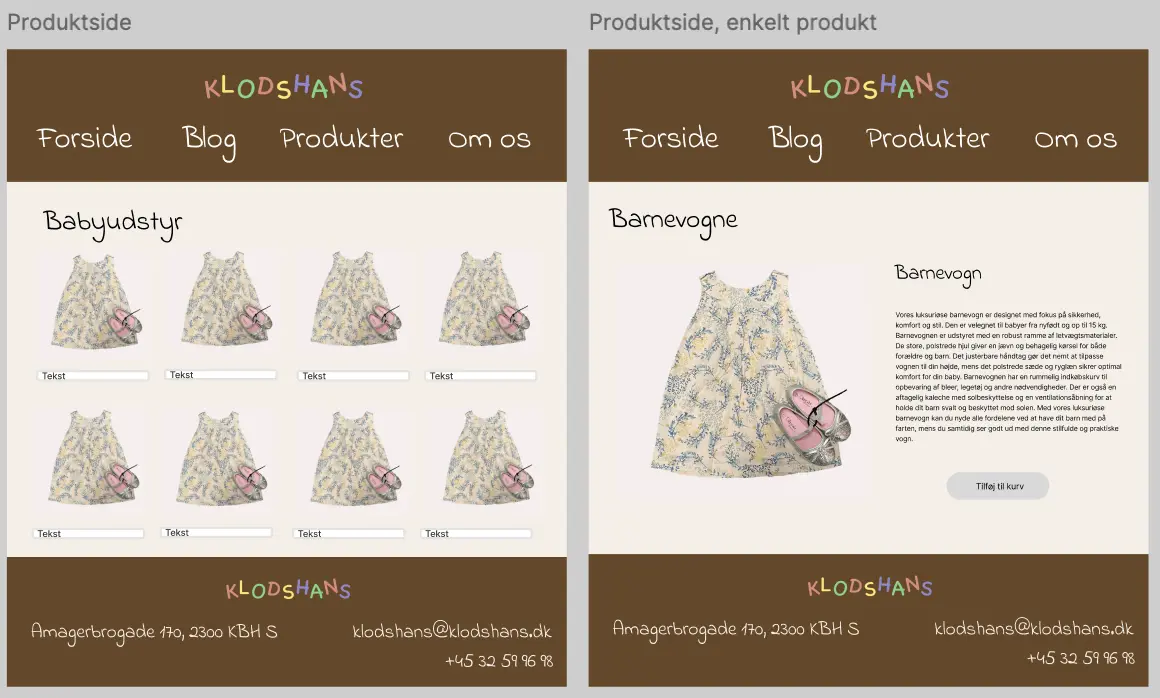 Produktside
KLODSHANS
Forside Blog Produkter Om os
Babyudstyr
Tekst Tekst Tekst Tekst
Tekst Tekst Tekst Tekst
KLODSHANS
Amagerbrogade 170, 2300 KBH S
klodshans@klodshans.dk
+45 32 59 96 98
Produktside, enkelt produkt
KLODSHANS
Forside Blog Produkter Om os
Barnevogne
Barnevogn
Vores luksuriøse barnevogn er designet med fokus på sikkerhed,
komfort og stil. Den er velegnet til babyer fra nyfødt og op til 15 kg.
Barnevognen er udstyret med en robust ramme af letvægtsmaterialer.
De store, polstrede hjul giver en jævn og behagelig kørsel for både
forældre og barn. Det justerbare håndtag gør det nemt at tilpasse
vognen til din højde, mens det polstrede sæde og ryglæn sikrer optimal
komfort for din baby. Barnevognen har en rummelig indkøbskurv til
opbevaring af bleer, legetøj og andre nødvendigheder. Der er også en
aftagelig kaleche med solbeskyttelse og en ventilationsåbning for at
holde dit barn svalt og beskyttet mod solen. Med vores luksuriøse
barnevogn kan du nyde alle fordelene ved at have dit barn med på
farten, mens du samtidig ser godt ud med denne stilfulde og praktiske
vogn.
Tilføj til kurv
KLODSHANS
Amagerbrogade 170, 2300 KBH S
klodshans@klodshans.dk
+45 32 59 96 98